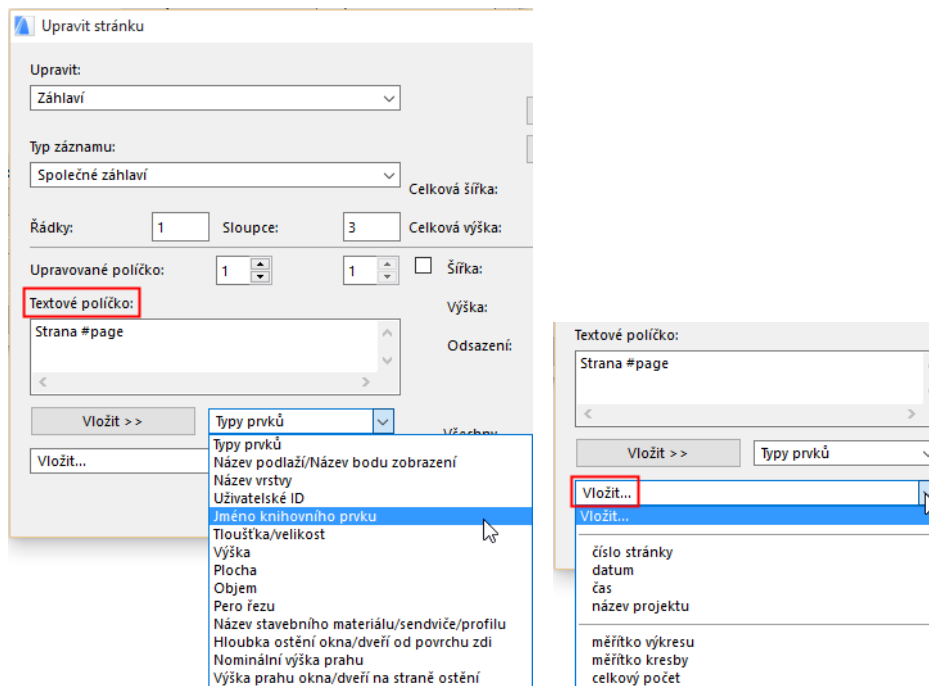 Upravit stránku
Upravit:
Záhlaví
Typ záznamu:
Společné záhlaví
Celková šířka:
Řádky: 1 Sloupce: 3 Celková výška:
Upravované políčko: 1 1 Šířka:
Textové políčko:
Výška:
Strana #page
Odsazení:
Vložit >> Typy prvků
Všechny
Vložit...
Typy prvků
Název podlaží/Název bodu zobrazení
Název vrstvy
Uživatelské ID
Jméno knihovního prvku
Tloušťka/velikost
Výška
Plocha
Objem
Pero řezu
Název stavebního materiálu/sendviče/profilu
Hloubka ostění okna/dveří od povrchu zdi
Nominální výška prahu
Výška prahu okna/dveří na straně ostění
Textové políčko:
Strana #page
Vložit >> Typy prvků
Vložit...
Vložit...
číslo stránky
datum
čas
název projektu
měřítko výkresu
měřítko kresby
celkový počet